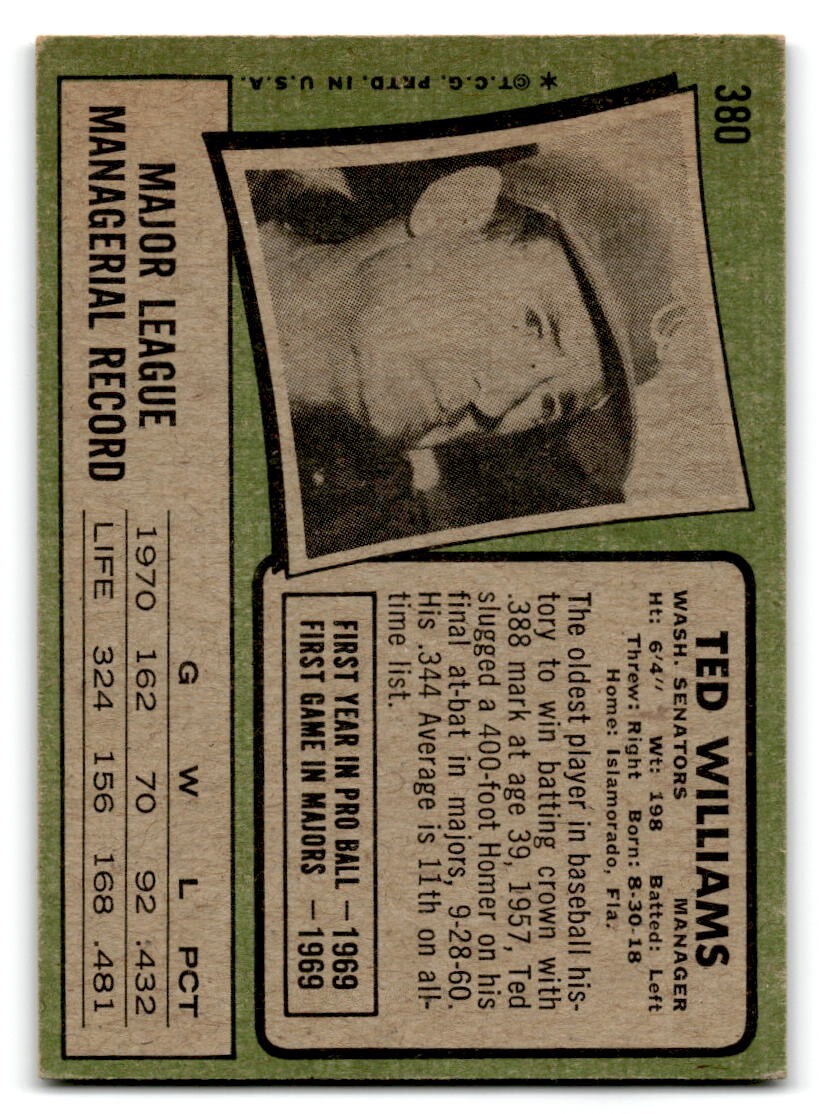 380
*©T.C.G. PRTD. IN U.S.A.
TED WILLIAMS
WASH. SENATORS MANAGER
Ht: 6'4" Wt: 198 Batted: Left
Threw: Right Born: 8-30-18
Home: Islamorado, Fla.
The oldest player in baseball his-
tory to win batting crown with
.388 mark at age 39, 1957, Ted
slugged a 400-foot Homer on his
final at-bat in majors, 9-28-60.
His .344 Average is 11th on all-
time list.
FIRST YEAR IN PRO BALL —1969
FIRST GAME IN MAJORS —1969
MAJOR LEAGUE
MANAGERIAL RECORD
G W L PCT
1970 162 70 92 .432
LIFE 324 156 168 .481